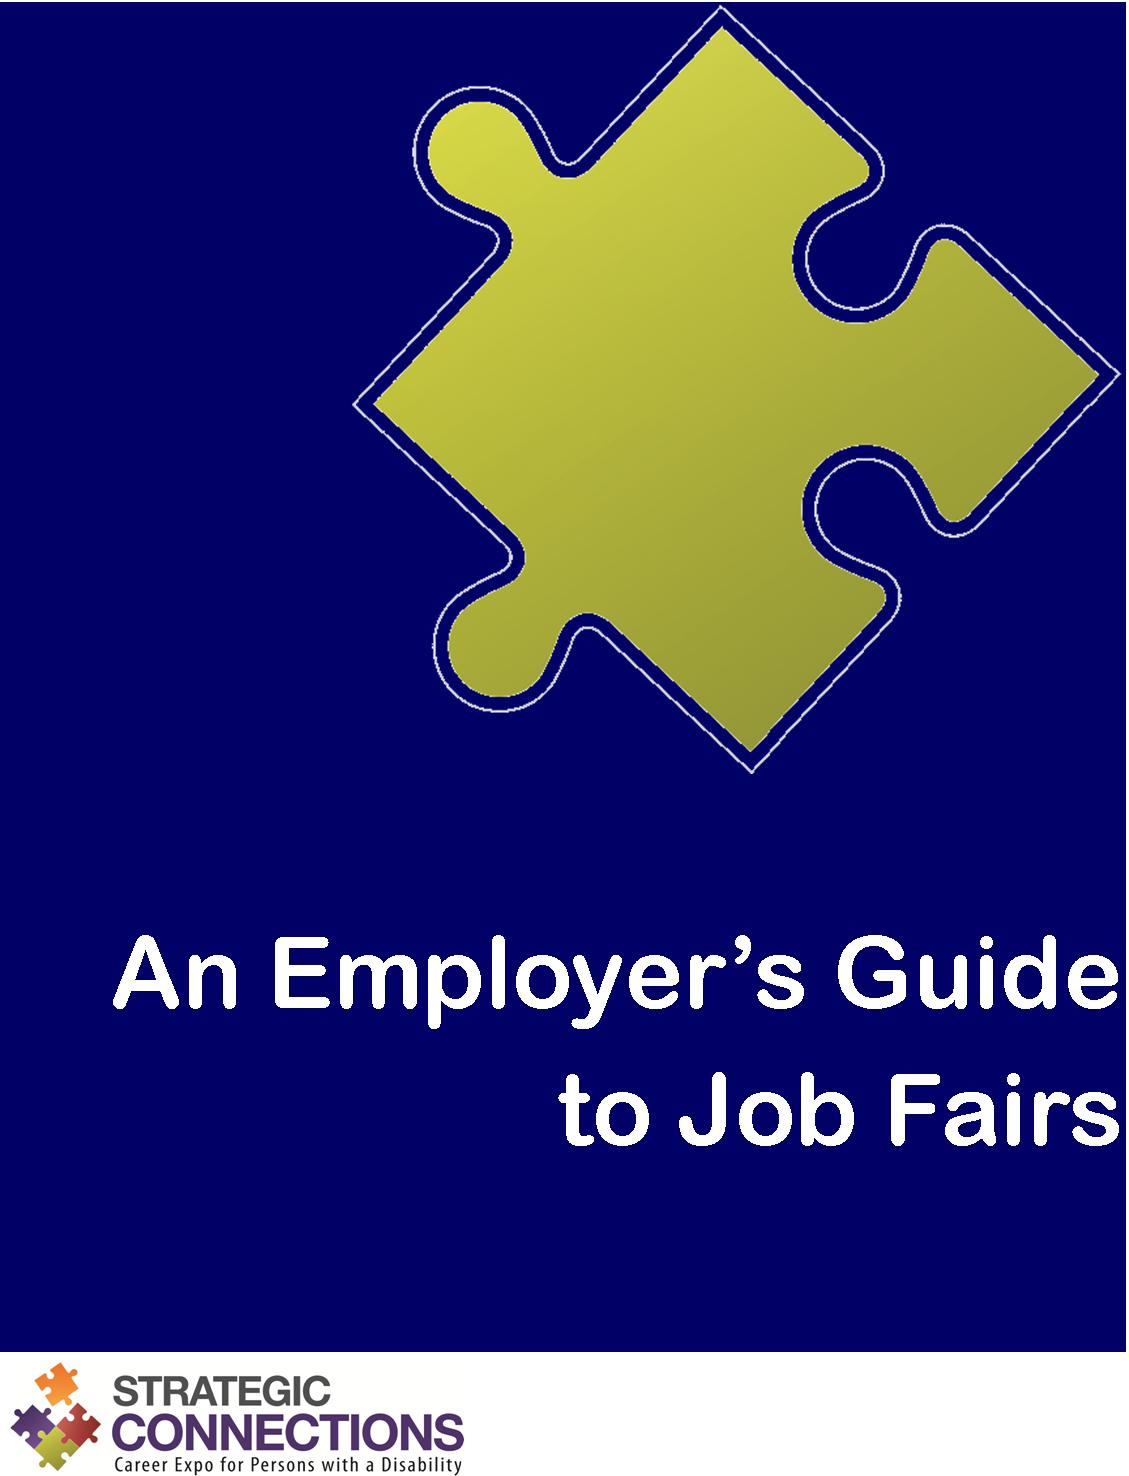 An Employer’s Guide
to Job Fairs
STRATEGIC
CONNECTIONS
Career Expo for Persons with a Disability